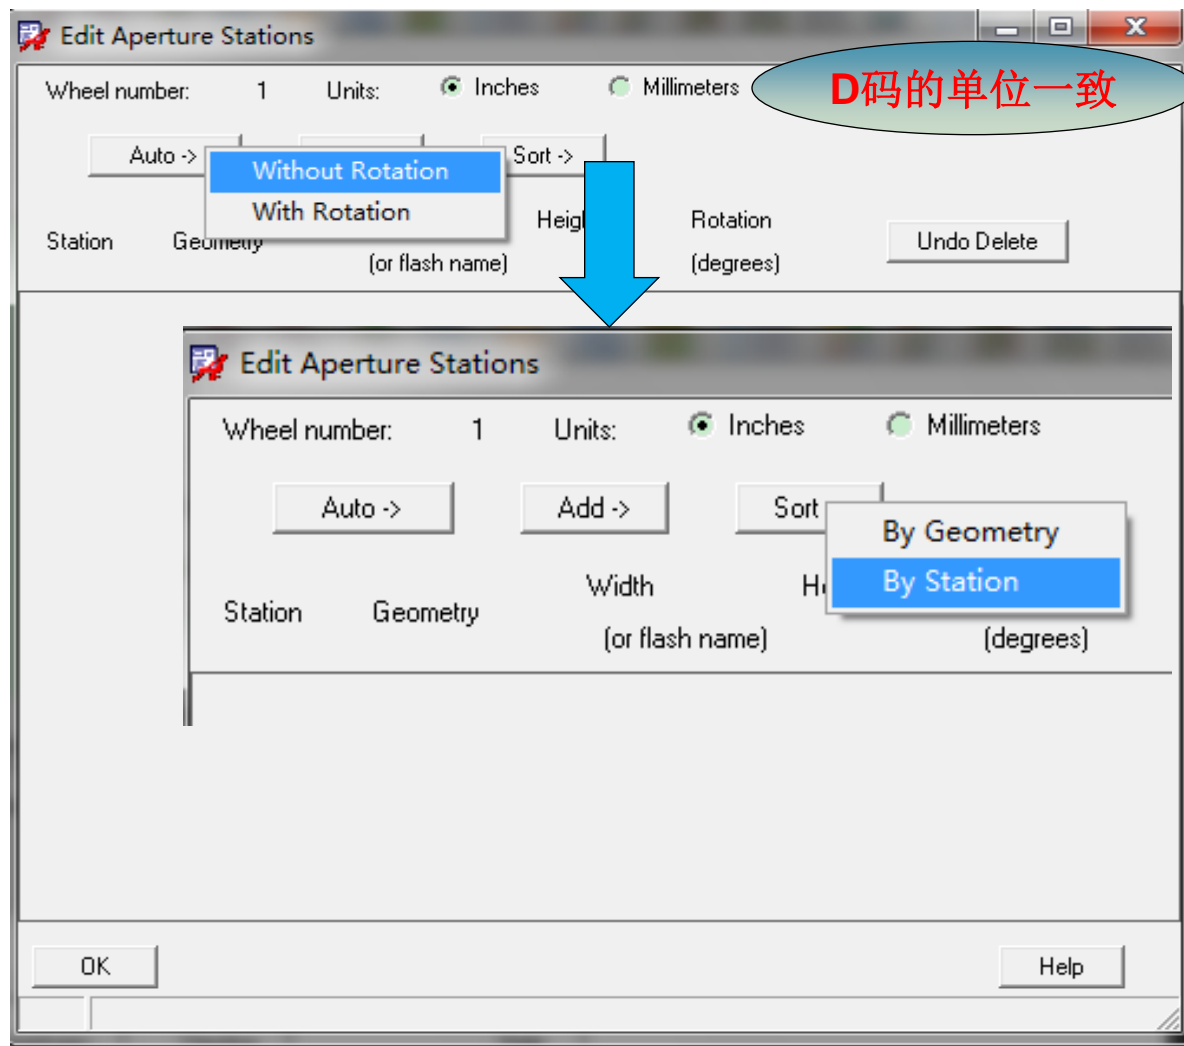 Edit Aperture Stations
Wheel number: 1 Units: Inches Millimeters
D码的单位一致
Auto -> Sort ->
Without Rotation
With Rotation
Rotation
Station
(or flash name) (degrees)
Undo Delete
Edit Aperture Stations
Wheel number: 1 Units: Inches Millimeters
Auto -> Add -> Sort
By Geometry
By Station
Width
Station Geometry
(or flash name) (degrees)
OK Help